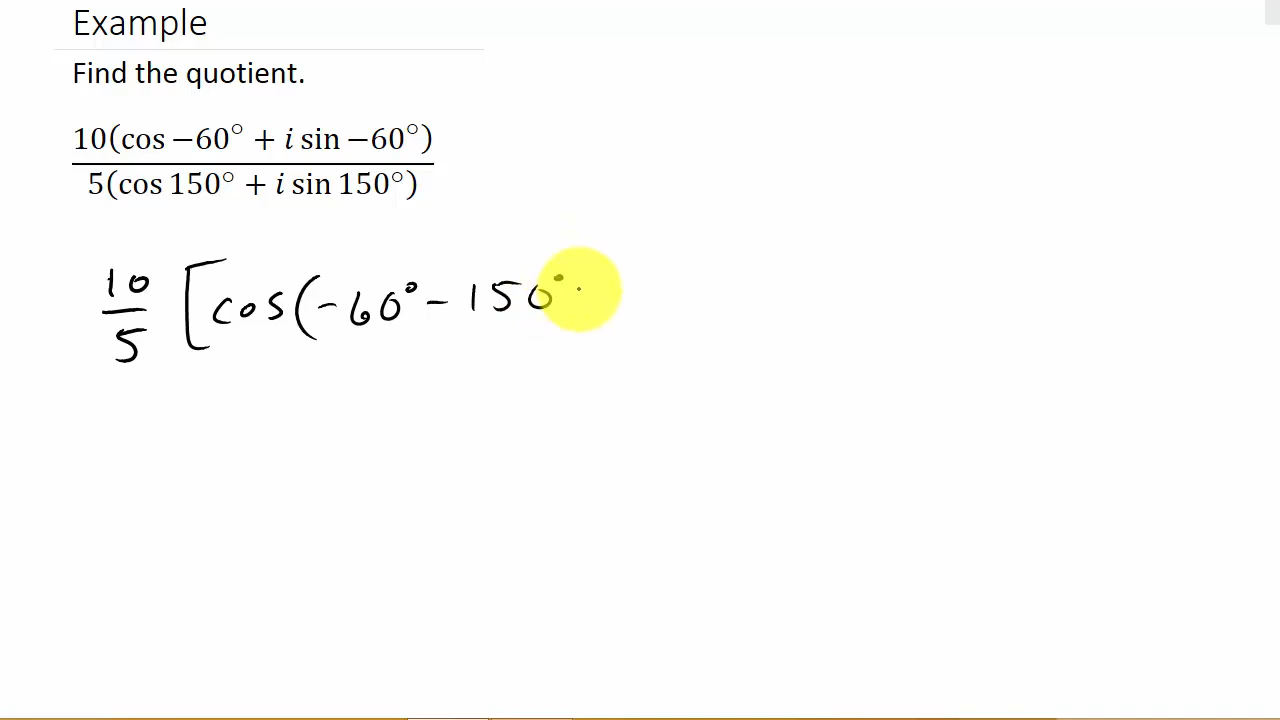 Example
Find the quotient.
10(cos −60° + i sin −60°)
5(cos 150° + i sin 150°)
10/5 [cos(-60° - 150°